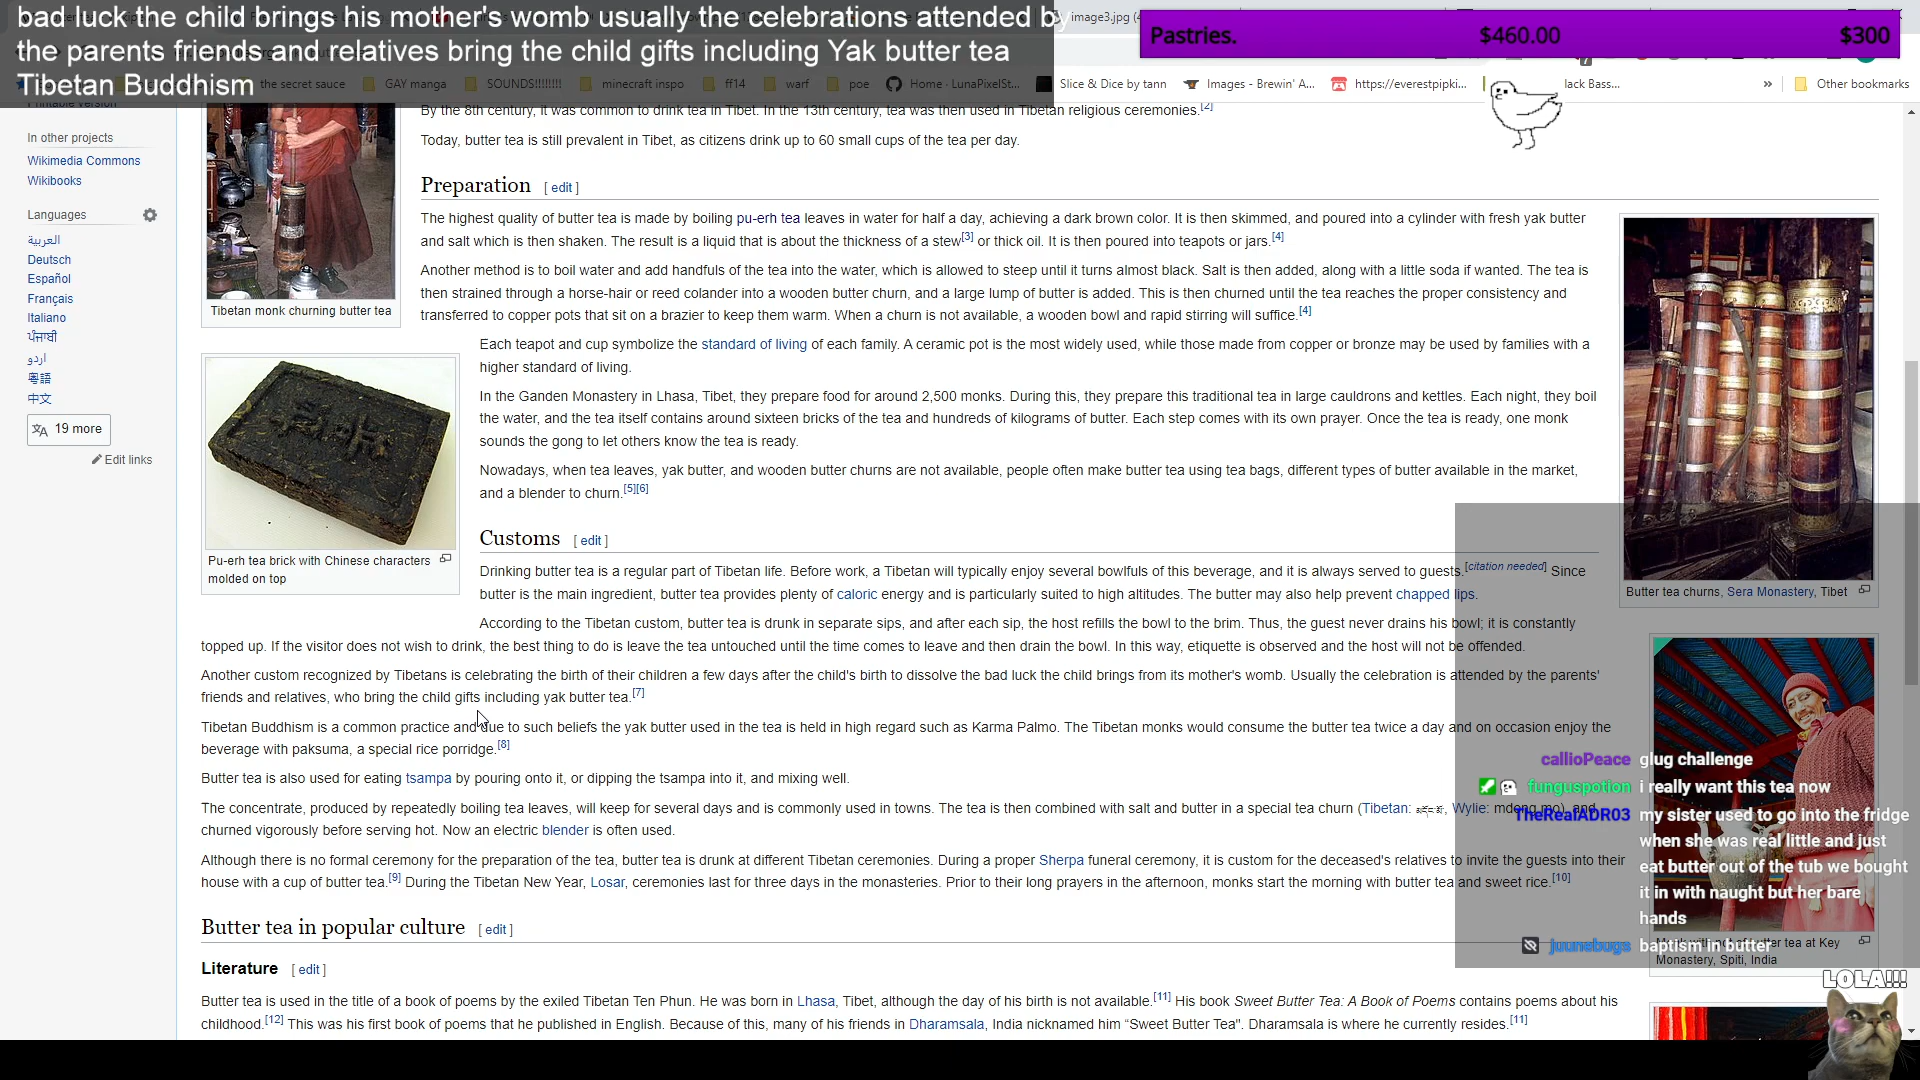 bad luck the child brings his mother's womb usually the celebration is attended by
the parents friends and relatives bring the child gifts including Yak butter tea
Tibetan Buddhism
Pastries. $460.00 $300
image3.jpg (4
the secret sauce GAY manga SOUNDS!!!!!!!! minecraft inspo ff14 warf poe Home · LunaPixelSt... Slice & Dice by tann Images - Brewin' A... https://everestpipki... lack Bass... » Other bookmarks
Printable version
In other projects
Wikimedia Commons
Wikibooks
Languages
العربية
Deutsch
Español
Français
Italiano
ਪੰਜਾਬੀ
اردو
粵語
中文
19 more
Edit links
By the 8th century, it was common to drink tea in Tibet. In the 13th century, tea was then used in Tibetan religious ceremonies.[2]
Today, butter tea is still prevalent in Tibet, as citizens drink up to 60 small cups of the tea per day.
Preparation [ edit ]
The highest quality of butter tea is made by boiling pu-erh tea leaves in water for half a day, achieving a dark brown color. It is then skimmed, and poured into a cylinder with fresh yak butter
and salt which is then shaken. The result is a liquid that is about the thickness of a stew[3] or thick oil. It is then poured into teapots or jars.[4]
Another method is to boil water and add handfuls of the tea into the water, which is allowed to steep until it turns almost black. Salt is then added, along with a little soda if wanted. The tea is
then strained through a horse-hair or reed colander into a wooden butter churn, and a large lump of butter is added. This is then churned until the tea reaches the proper consistency and
transferred to copper pots that sit on a brazier to keep them warm. When a churn is not available, a wooden bowl and rapid stirring will suffice.[4]
Tibetan monk churning butter tea
Each teapot and cup symbolize the standard of living of each family. A ceramic pot is the most widely used, while those made from copper or bronze may be used by families with a
higher standard of living.
In the Ganden Monastery in Lhasa, Tibet, they prepare food for around 2,500 monks. During this, they prepare this traditional tea in large cauldrons and kettles. Each night, they boil
the water, and the tea itself contains around sixteen bricks of the tea and hundreds of kilograms of butter. Each step comes with its own prayer. Once the tea is ready, one monk
sounds the gong to let others know the tea is ready.
Nowadays, when tea leaves, yak butter, and wooden butter churns are not available, people often make butter tea using tea bags, different types of butter available in the market,
and a blender to churn.[5][6]
Pu-erh tea brick with Chinese characters
molded on top
Butter tea churns, Sera Monastery, Tibet
Customs [ edit ]
Drinking butter tea is a regular part of Tibetan life. Before work, a Tibetan will typically enjoy several bowlfuls of this beverage, and it is always served to guests.[citation needed] Since
butter is the main ingredient, butter tea provides plenty of caloric energy and is particularly suited to high altitudes. The butter may also help prevent chapped lips.
According to the Tibetan custom, butter tea is drunk in separate sips, and after each sip, the host refills the bowl to the brim. Thus, the guest never drains his bowl; it is constantly
topped up. If the visitor does not wish to drink, the best thing to do is leave the tea untouched until the time comes to leave and then drain the bowl. In this way, etiquette is observed and the host will not be offended.
Another custom recognized by Tibetans is celebrating the birth of their children a few days after the child's birth to dissolve the bad luck the child brings from its mother's womb. Usually the celebration is attended by the parents'
friends and relatives, who bring the child gifts including yak butter tea.[7]
Tibetan Buddhism is a common practice and due to such beliefs the yak butter used in the tea is held in high regard such as Karma Palmo. The Tibetan monks would consume the butter tea twice a day and on occasion enjoy the
beverage with paksuma, a special rice porridge.[8]
Butter tea is also used for eating tsampa by pouring onto it, or dipping the tsampa into it, and mixing well.
The concentrate, produced by repeatedly boiling tea leaves, will keep for several days and is commonly used in towns. The tea is then combined with salt and butter in a special tea churn (Tibetan: Wylie: mdong mo), and
churned vigorously before serving hot. Now an electric blender is often used.
Although there is no formal ceremony for the preparation of the tea, butter tea is drunk at different Tibetan ceremonies. During a proper Sherpa funeral ceremony, it is custom for the deceased's relatives to invite the guests into their
house with a cup of butter tea.[9] During the Tibetan New Year, Losar, ceremonies last for three days in the monasteries. Prior to their long prayers in the afternoon, monks start the morning with butter tea and sweet rice.[10]
Butter tea in popular culture [ edit ]
Literature [ edit ]
Butter tea is used in the title of a book of poems by the exiled Tibetan Ten Phun. He was born in Lhasa, Tibet, although the day of his birth is not available.[11] His book Sweet Butter Tea: A Book of Poems contains poems about his
childhood.[12] This was his first book of poems that he published in English. Because of this, many of his friends in Dharamsala, India nicknamed him “Sweet Butter Tea". Dharamsala is where he currently resides.[11]
callioPeace glug challenge
funguspotion i really want this tea now
TheRealADR03 my sister used to go into the fridge
when she was real little and just
eat butter out of the tub we bought
it in with naught but her bare
hands
juunebugs baptism in butter
tea at Key
Monastery, Spiti, India
LOLA!!!